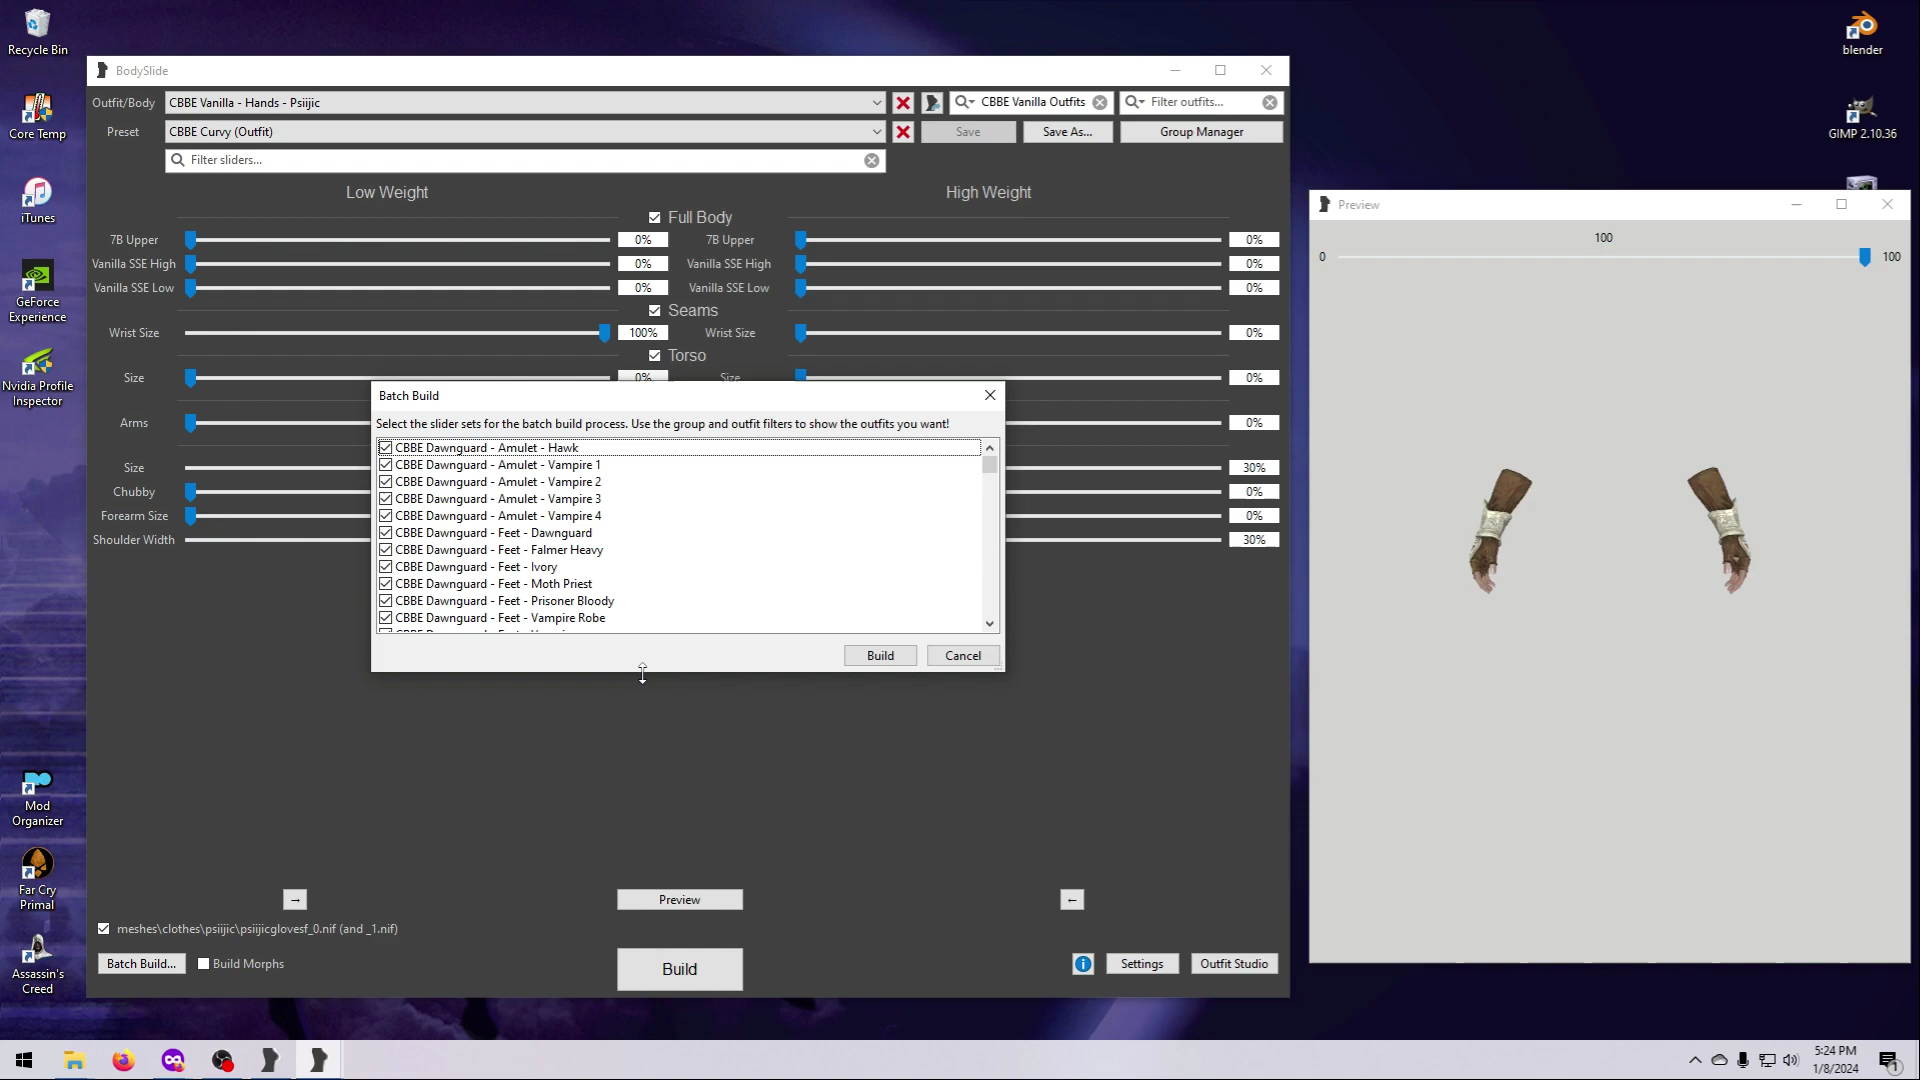 Recycle Bin
Core Temp
iTunes
GeForce
Experience
Nvidia Profile
Inspector
Mod
Organizer
Far Cry
Primal
Assassin's
Creed
blender
GIMP 2.10.36
BodySlide
Outfit/Body CBBE Vanilla - Hands - Psiijic CBBE Vanilla Outfits Filter outfits...
Preset CBBE Curvy (Outfit) Save Save As... Group Manager
Filter sliders...
Low Weight High Weight
Full Body
7B Upper 0% 7B Upper 0%
Vanilla SSE High 0% Vanilla SSE High 0%
Vanilla SSE Low 0% Vanilla SSE Low 0%
Seams
Wrist Size 100% Wrist Size 0%
Torso
Size 0% Size 0%
Arms 0%
Size 30%
Chubby 0%
Forearm Size 0%
Shoulder Width 30%
Batch Build
Select the slider sets for the batch build process. Use the group and outfit filters to show the outfits you want!
CBBE Dawnguard - Amulet - Hawk
CBBE Dawnguard - Amulet - Vampire 1
CBBE Dawnguard - Amulet - Vampire 2
CBBE Dawnguard - Amulet - Vampire 3
CBBE Dawnguard - Amulet - Vampire 4
CBBE Dawnguard - Feet - Dawnguard
CBBE Dawnguard - Feet - Falmer Heavy
CBBE Dawnguard - Feet - Ivory
CBBE Dawnguard - Feet - Moth Priest
CBBE Dawnguard - Feet - Prisoner Bloody
CBBE Dawnguard - Feet - Vampire Robe
Build Cancel
→ Preview ←
meshes\clothes\psiijic\psiijicglovesf_0.nif (and _1.nif)
Batch Build... Build Morphs Build Settings Outfit Studio
Preview
100
0 100
5:24 PM
1/8/2024
1